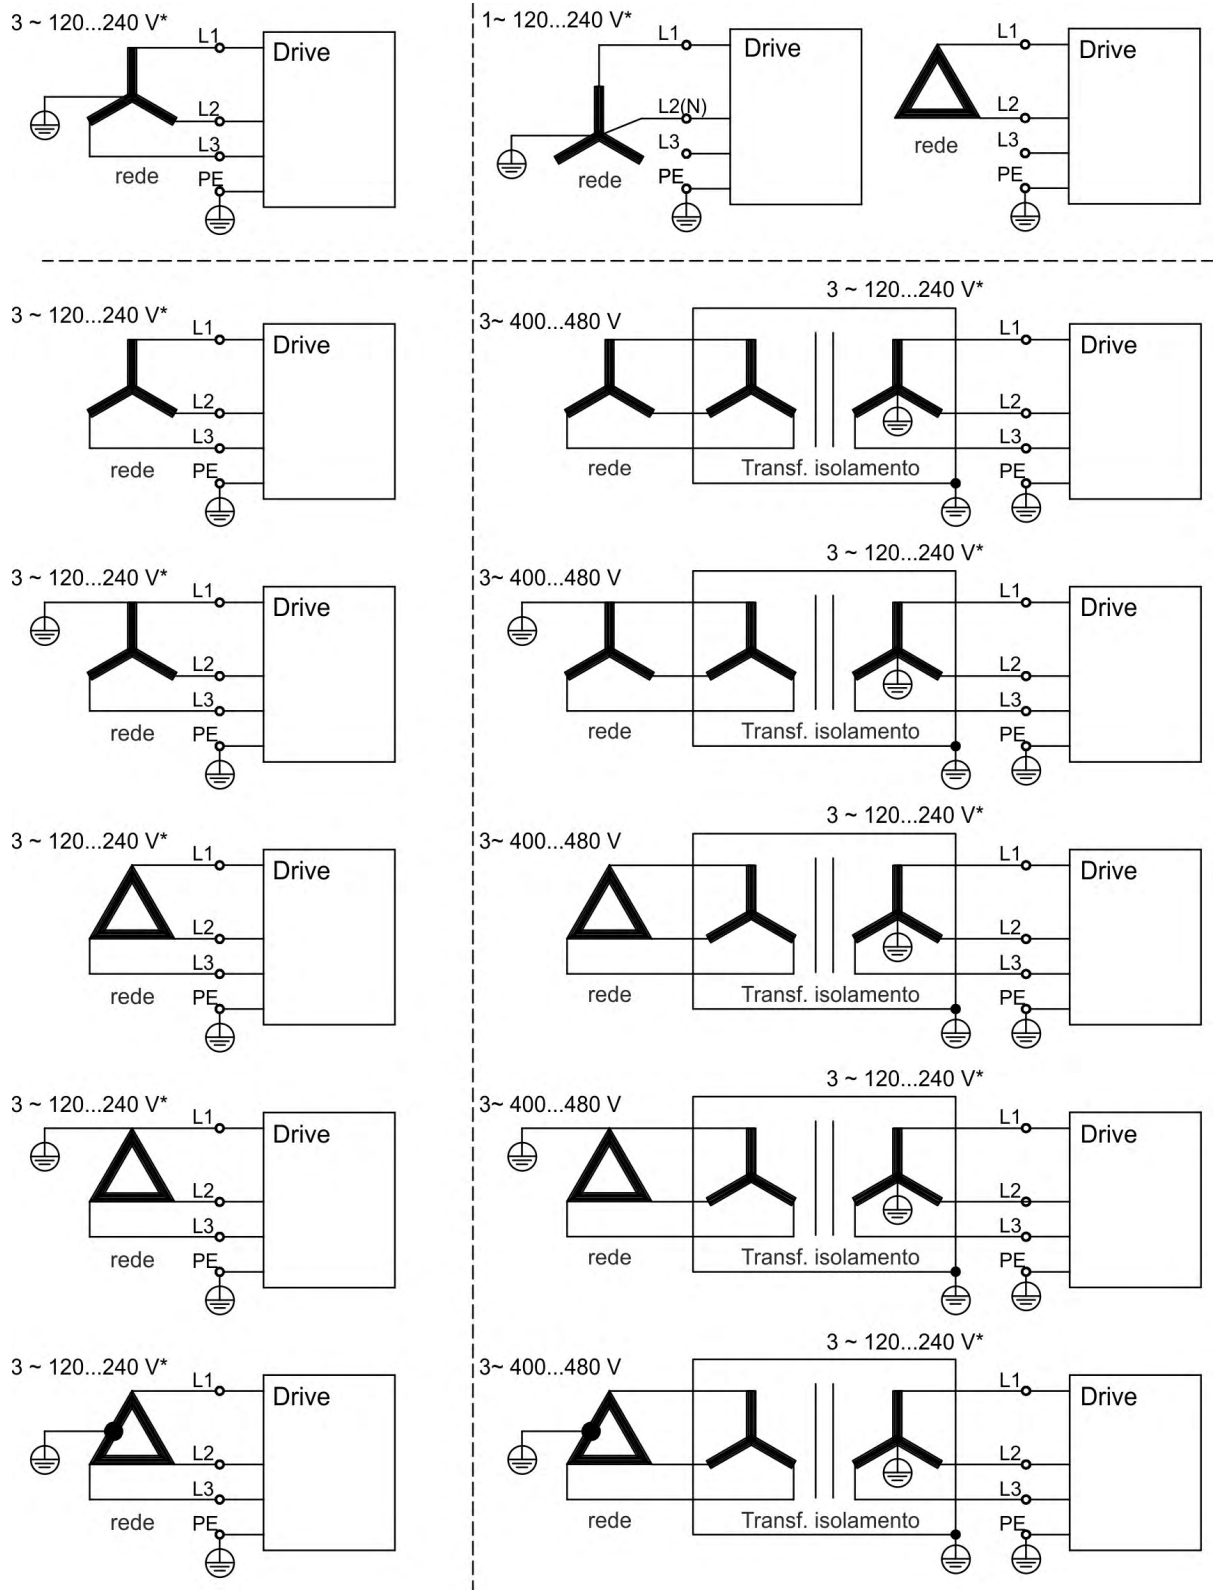 3 ~ 120...240 V*
L1
Drive
L2
L3
rede
PE
1~ 120...240 V*
L1
Drive
L2(N)
L3
rede
PE
L1
Drive
L2
rede
L3
PE
3 ~ 120...240 V*
L1
Drive
L2
L3
rede
PE
3 ~ 120...240 V*
3~ 400...480 V
L1
Drive
L2
L3
rede
Transf. isolamento
PE
3 ~ 120...240 V*
L1
Drive
L2
L3
rede
PE
3 ~ 120...240 V*
3~ 400...480 V
L1
Drive
L2
L3
rede
Transf. isolamento
PE
3 ~ 120...240 V*
L1
Drive
L2
L3
rede
PE
3 ~ 120...240 V*
3~ 400...480 V
L1
Drive
L2
L3
rede
Transf. isolamento
PE
3 ~ 120...240 V*
L1
Drive
L2
L3
rede
PE
3 ~ 120...240 V*
3~ 400...480 V
L1
Drive
L2
L3
rede
Transf. isolamento
PE
3 ~ 120...240 V*
L1
Drive
L2
L3
rede
PE
3 ~ 120...240 V*
3~ 400...480 V
L1
Drive
L2
L3
rede
Transf. isolamento
PE